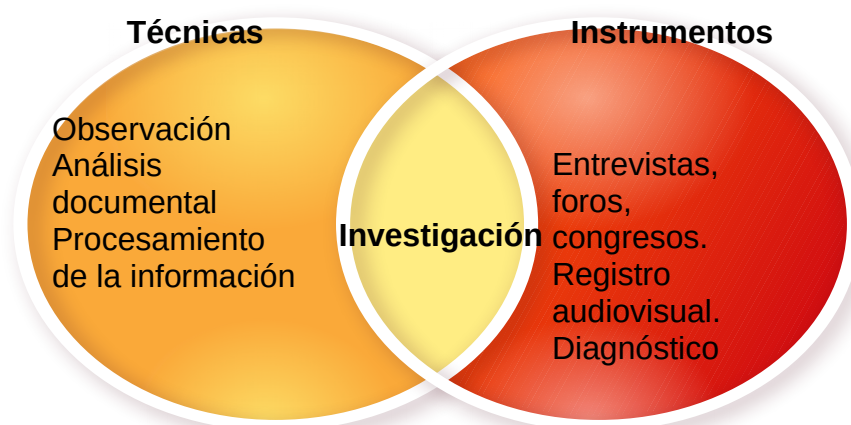 Técnicas
Instrumentos
Observación
Análisis
documental
Procesamiento
de la información
Investigación
Entrevistas,
foros,
congresos.
Registro
audiovisual.
Diagnóstico